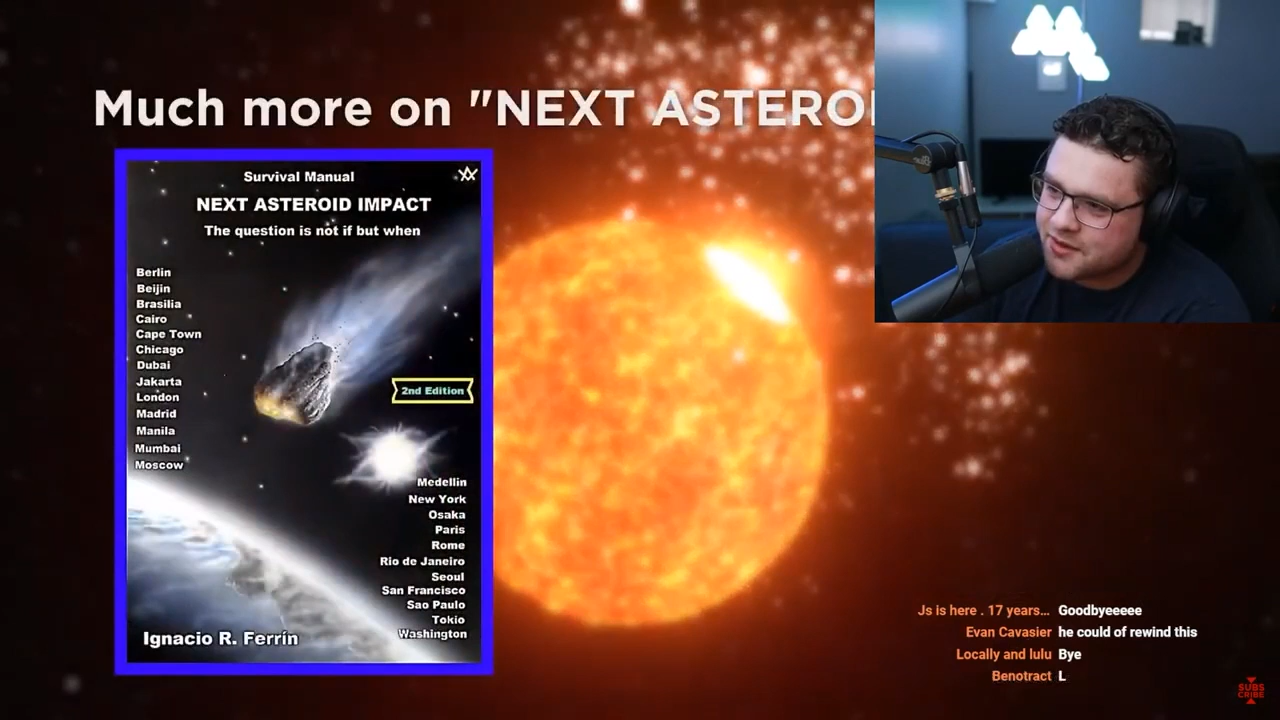 Much more on "NEXT ASTEROI
Survival Manual
NEXT ASTEROID IMPACT
The question is not if but when
Berlin
Beijin
Brasilia
Cairo
Cape Town
Chicago
Dubai
Jakarta
London
Madrid
Manila
Mumbai
Moscow
2nd Edition
Medellin
New York
Osaka
Paris
Rome
Rio de Janeiro
Seoul
San Francisco
Sao Paulo
Tokio
Washington
Ignacio R. Ferrín
Js is here . 17 years... Goodbyeeeee
Evan Cavasier he could of rewind this
Locally and lulu Bye
Benotract L
SUBS
CRIBE